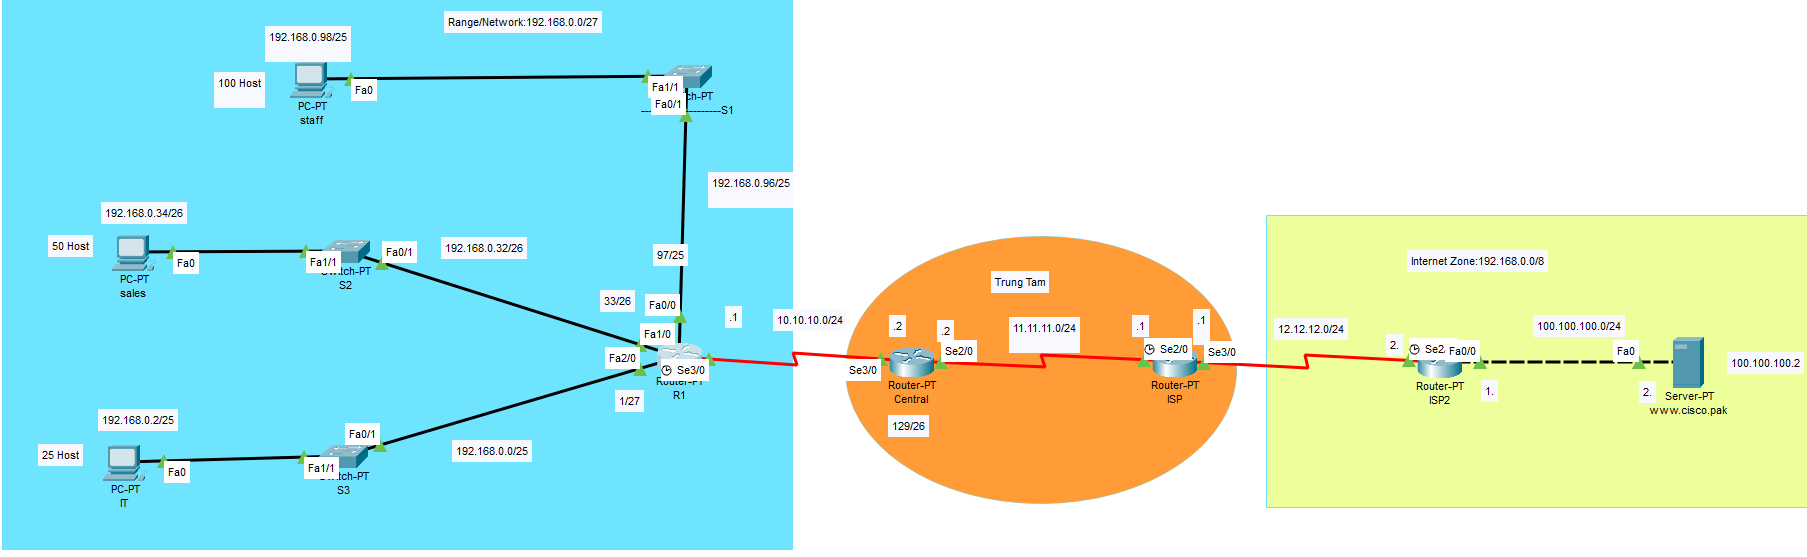 Range/Network:192.168.0.0/27
192.168.0.98/25
100 Host
Fa0
PC-PT
staff
Fa1/1
Fa0/1
S1
192.168.0.96/25
192.168.0.34/26
50 Host
Fa0
PC-PT
sales
Fa1/1
Fa0/1
Switch-PT
S2
192.168.0.32/26
97/25
33/26
Fa0/0
.1
Fa1/0
Fa2/0
Se3/0
Router-PT
R1
1/27
10.10.10.0/24
192.168.0.2/25
25 Host
Fa0
PC-PT
IT
Fa1/1
Fa0/1
Switch-PT
S3
192.168.0.0/25
Trung Tam
.2
.2
Se3/0
Se2/0
Router-PT
Central
129/26
11.11.11.0/24
.1
.1
Se2/0
Se3/0
Router-PT
ISP
12.12.12.0/24
Internet Zone:192.168.0.0/8
2.
Fa0/0
Router-PT
ISP2
1.
100.100.100.0/24
Fa0
2.
Server-PT
www.cisco.pak
100.100.100.2